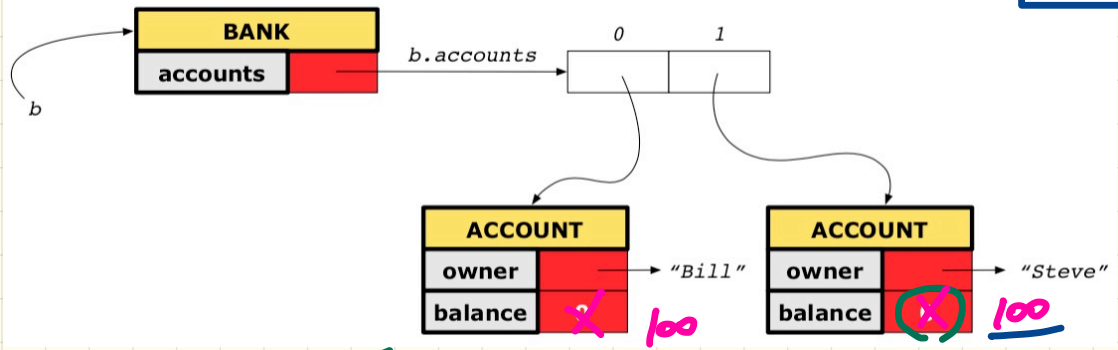 BANK
0 1
b.accounts
accounts
b
ACCOUNT ACCOUNT
owner "Bill" owner "Steve"
balance 100 balance 100